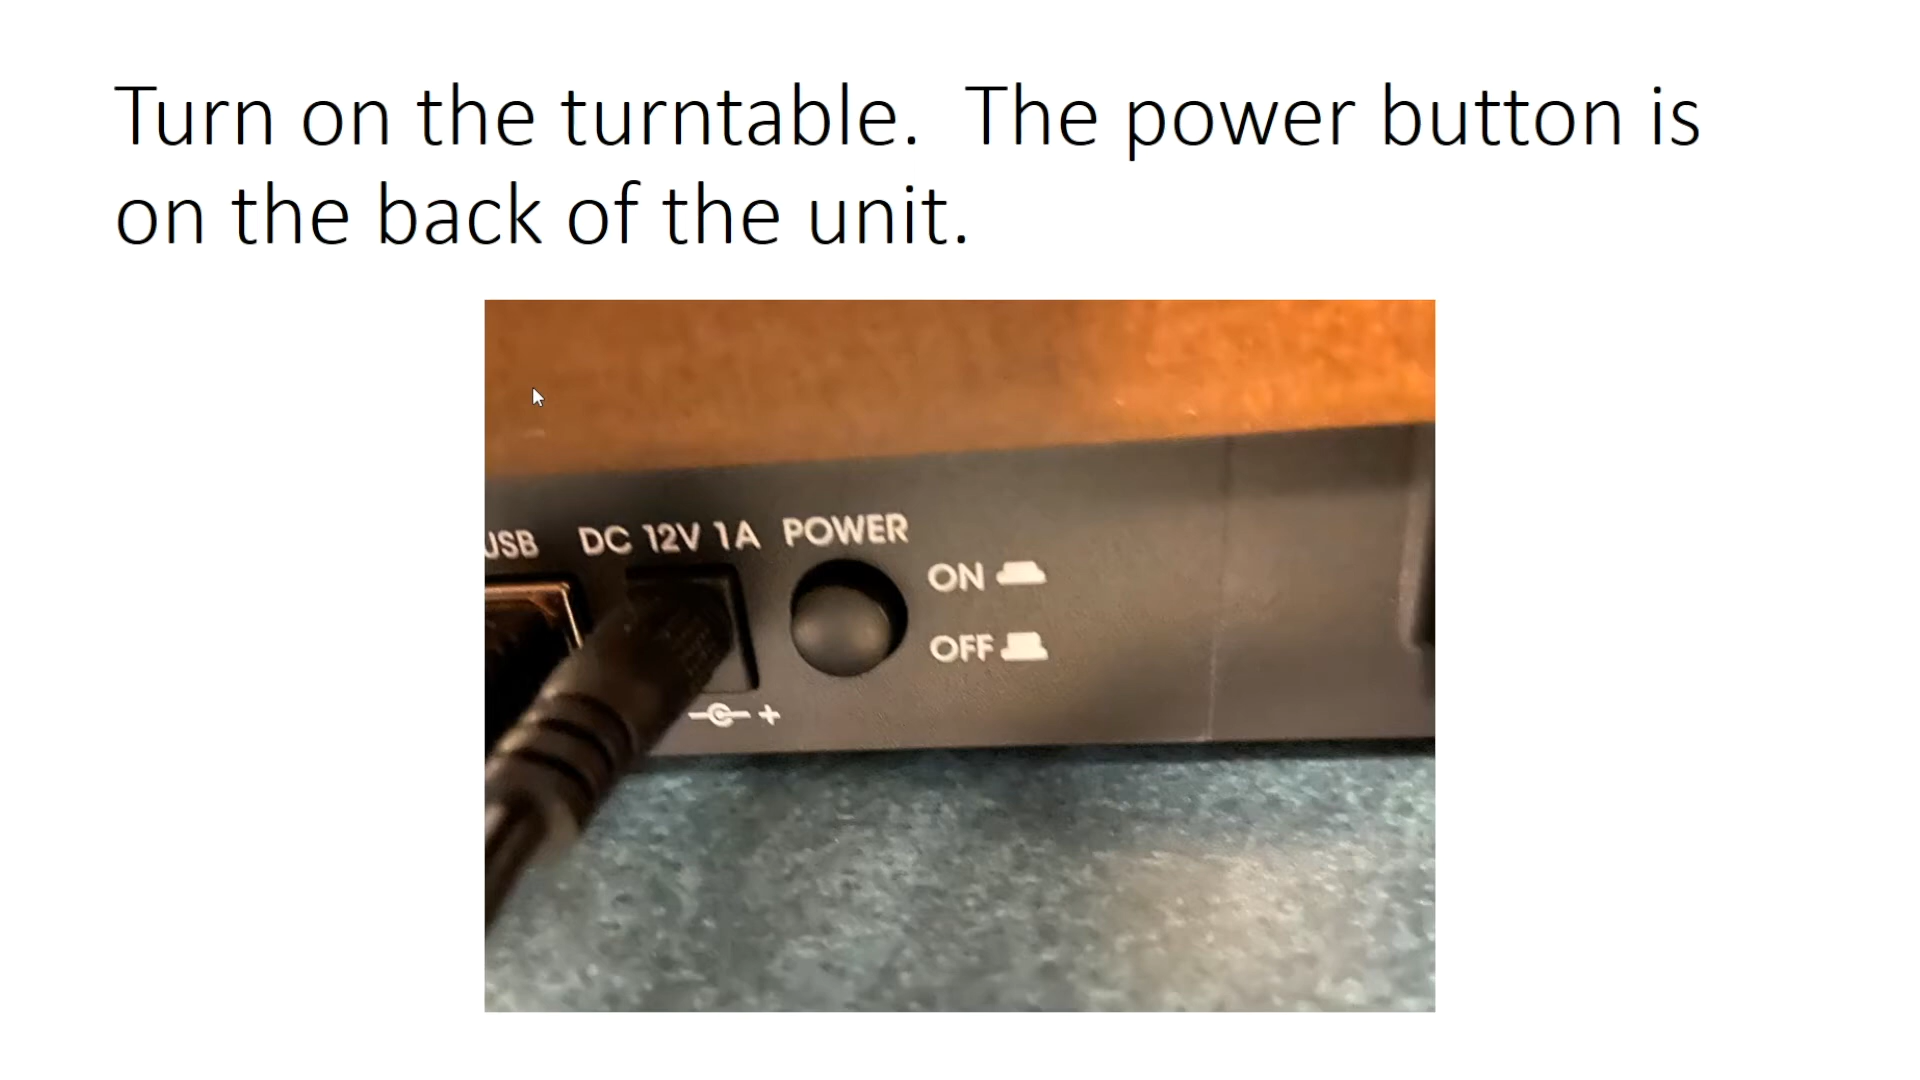 Turn on the turntable. The power button is
on the back of the unit.
USB DC 12V 1A POWER
ON
OFF
+